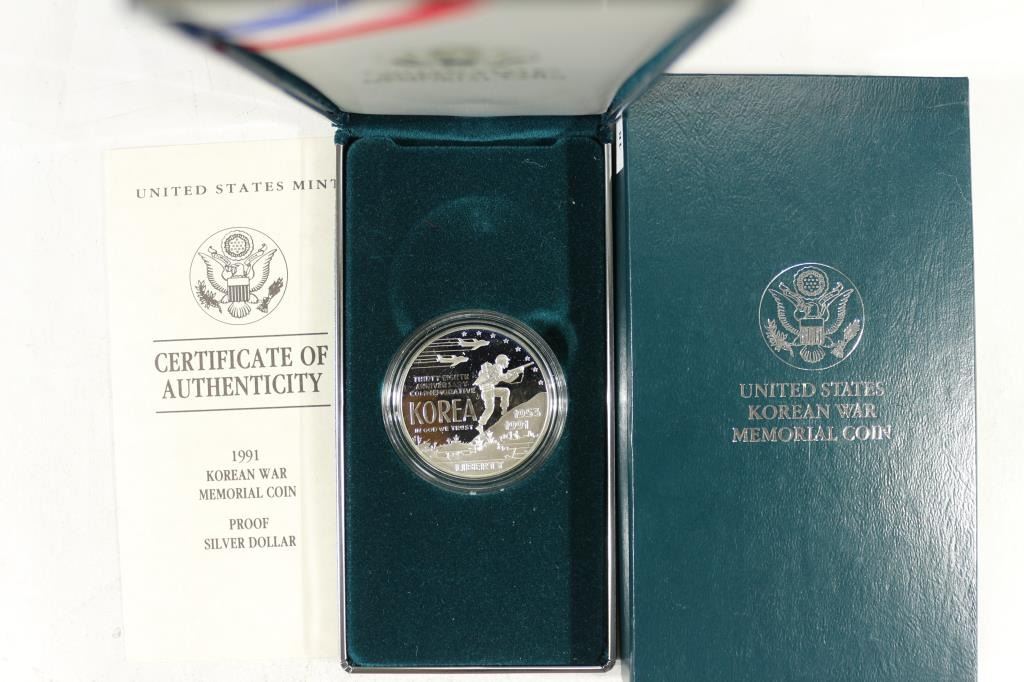 UNITED STATES MINT
CERTIFICATE OF
AUTHENTICITY
1991
KOREAN WAR
MEMORIAL COIN
PROOF
SILVER DOLLAR
THIRTY-EIGHTH
ANNIVERSARY
COMMEMORATIVE
KOREA
IN GOD WE TRUST
1953
1991
LIBERTY
UNITED STATES
KOREAN WAR
MEMORIAL COIN